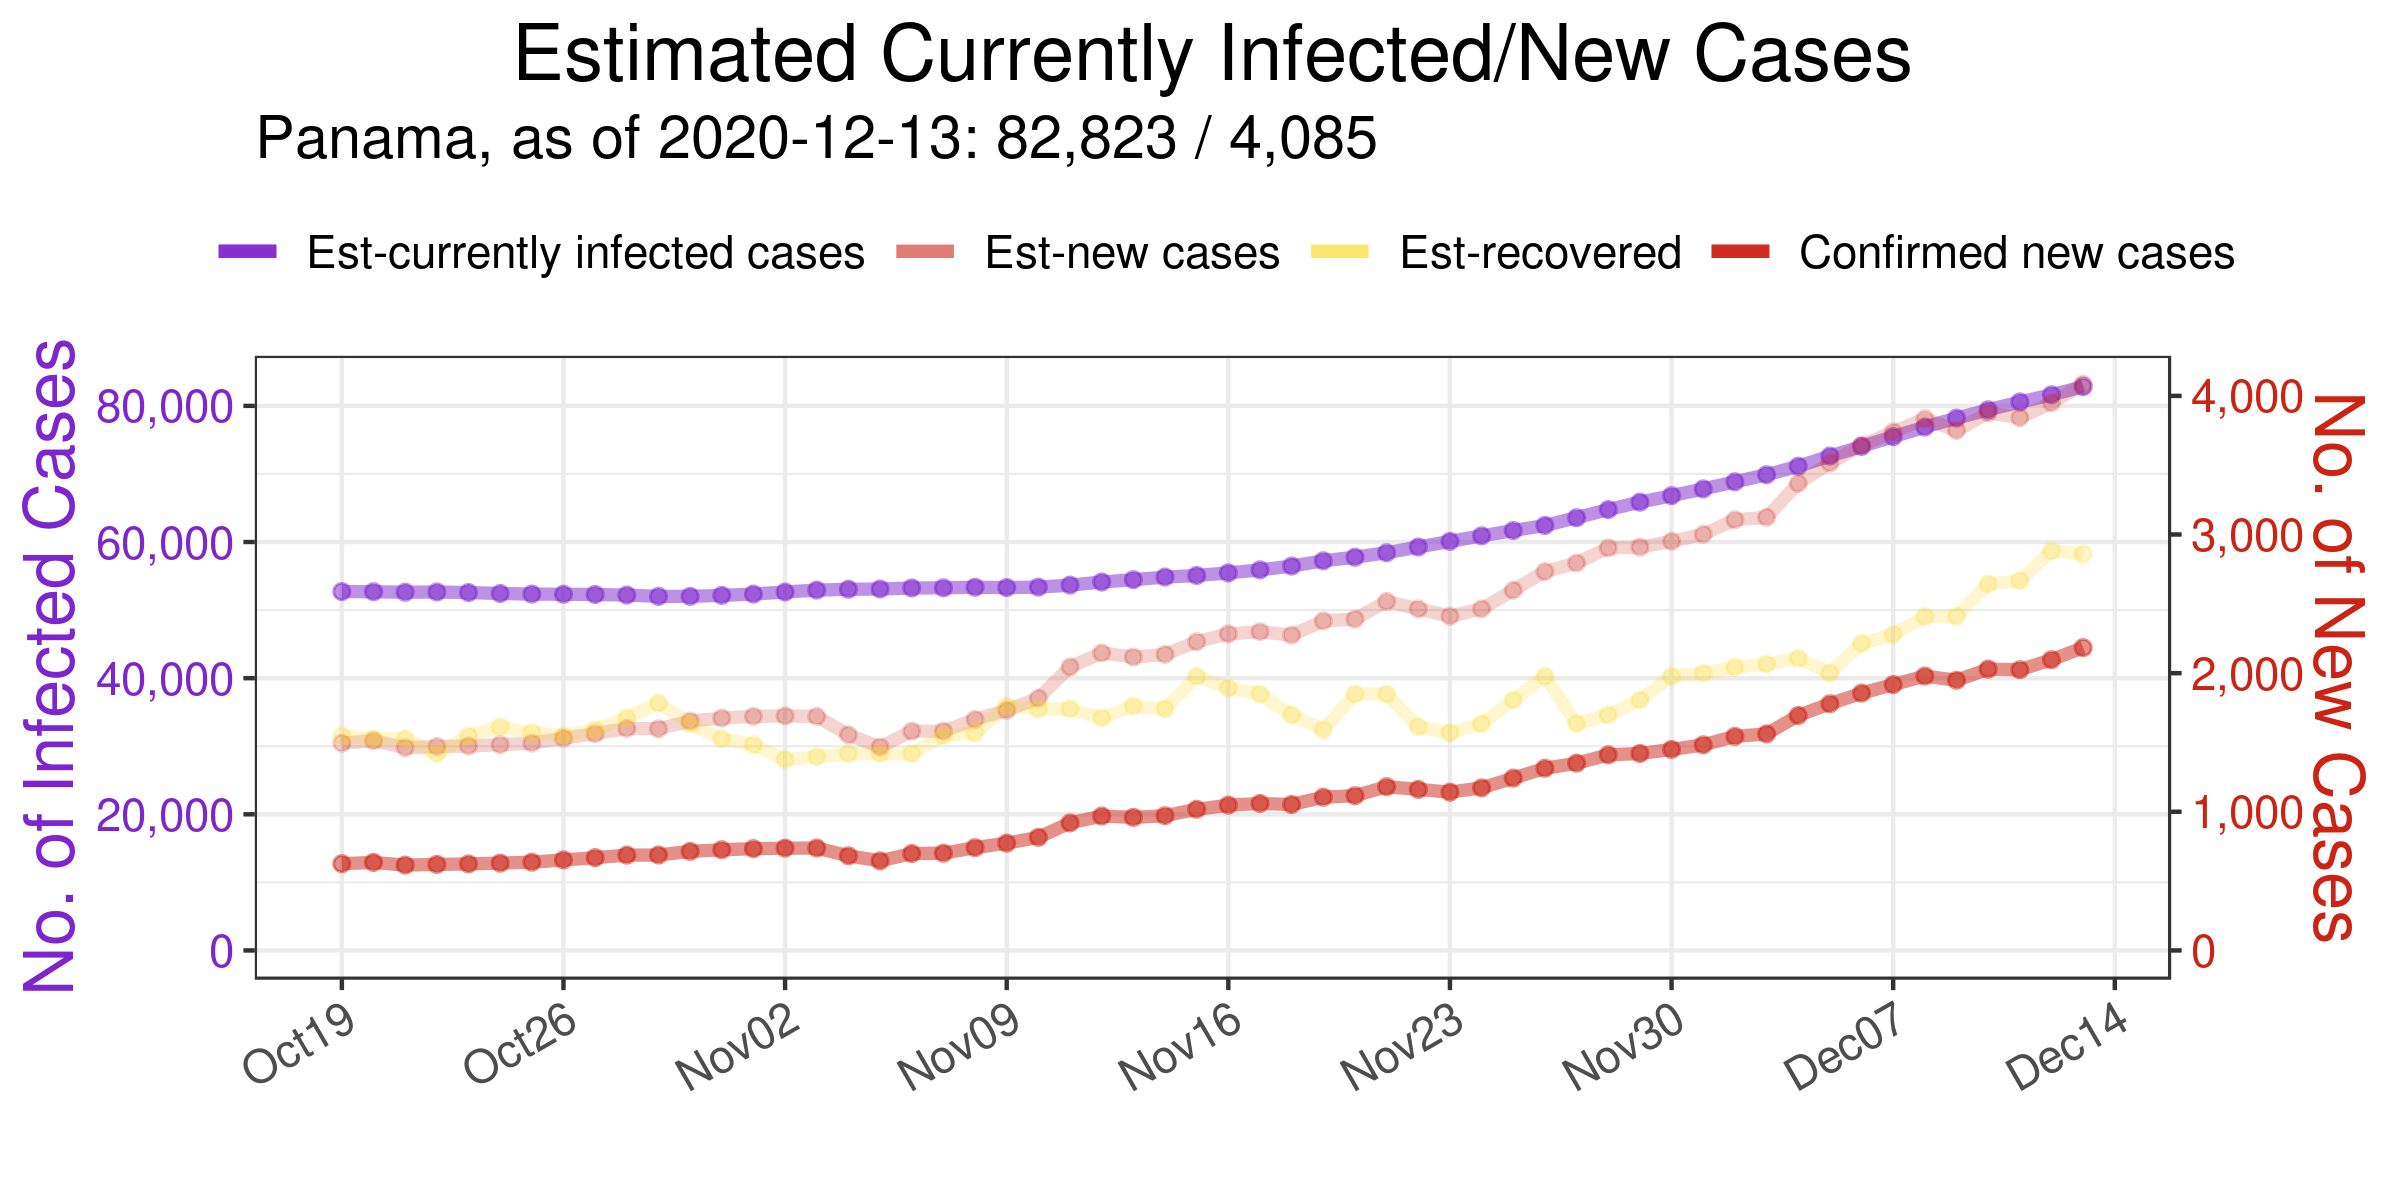 Estimated Currently Infected/New Cases
Panama, as of 2020-12-13: 82,823 / 4,085
Est-currently infected cases Est-new cases Est-recovered Confirmed new cases
No. of Infected Cases
80,000
60,000
40,000
20,000
0
4,000
3,000
2,000
1,000
0
No. of New Cases
Oct19 Oct26 Nov02 Nov09 Nov16 Nov23 Nov30 Dec07 Dec14